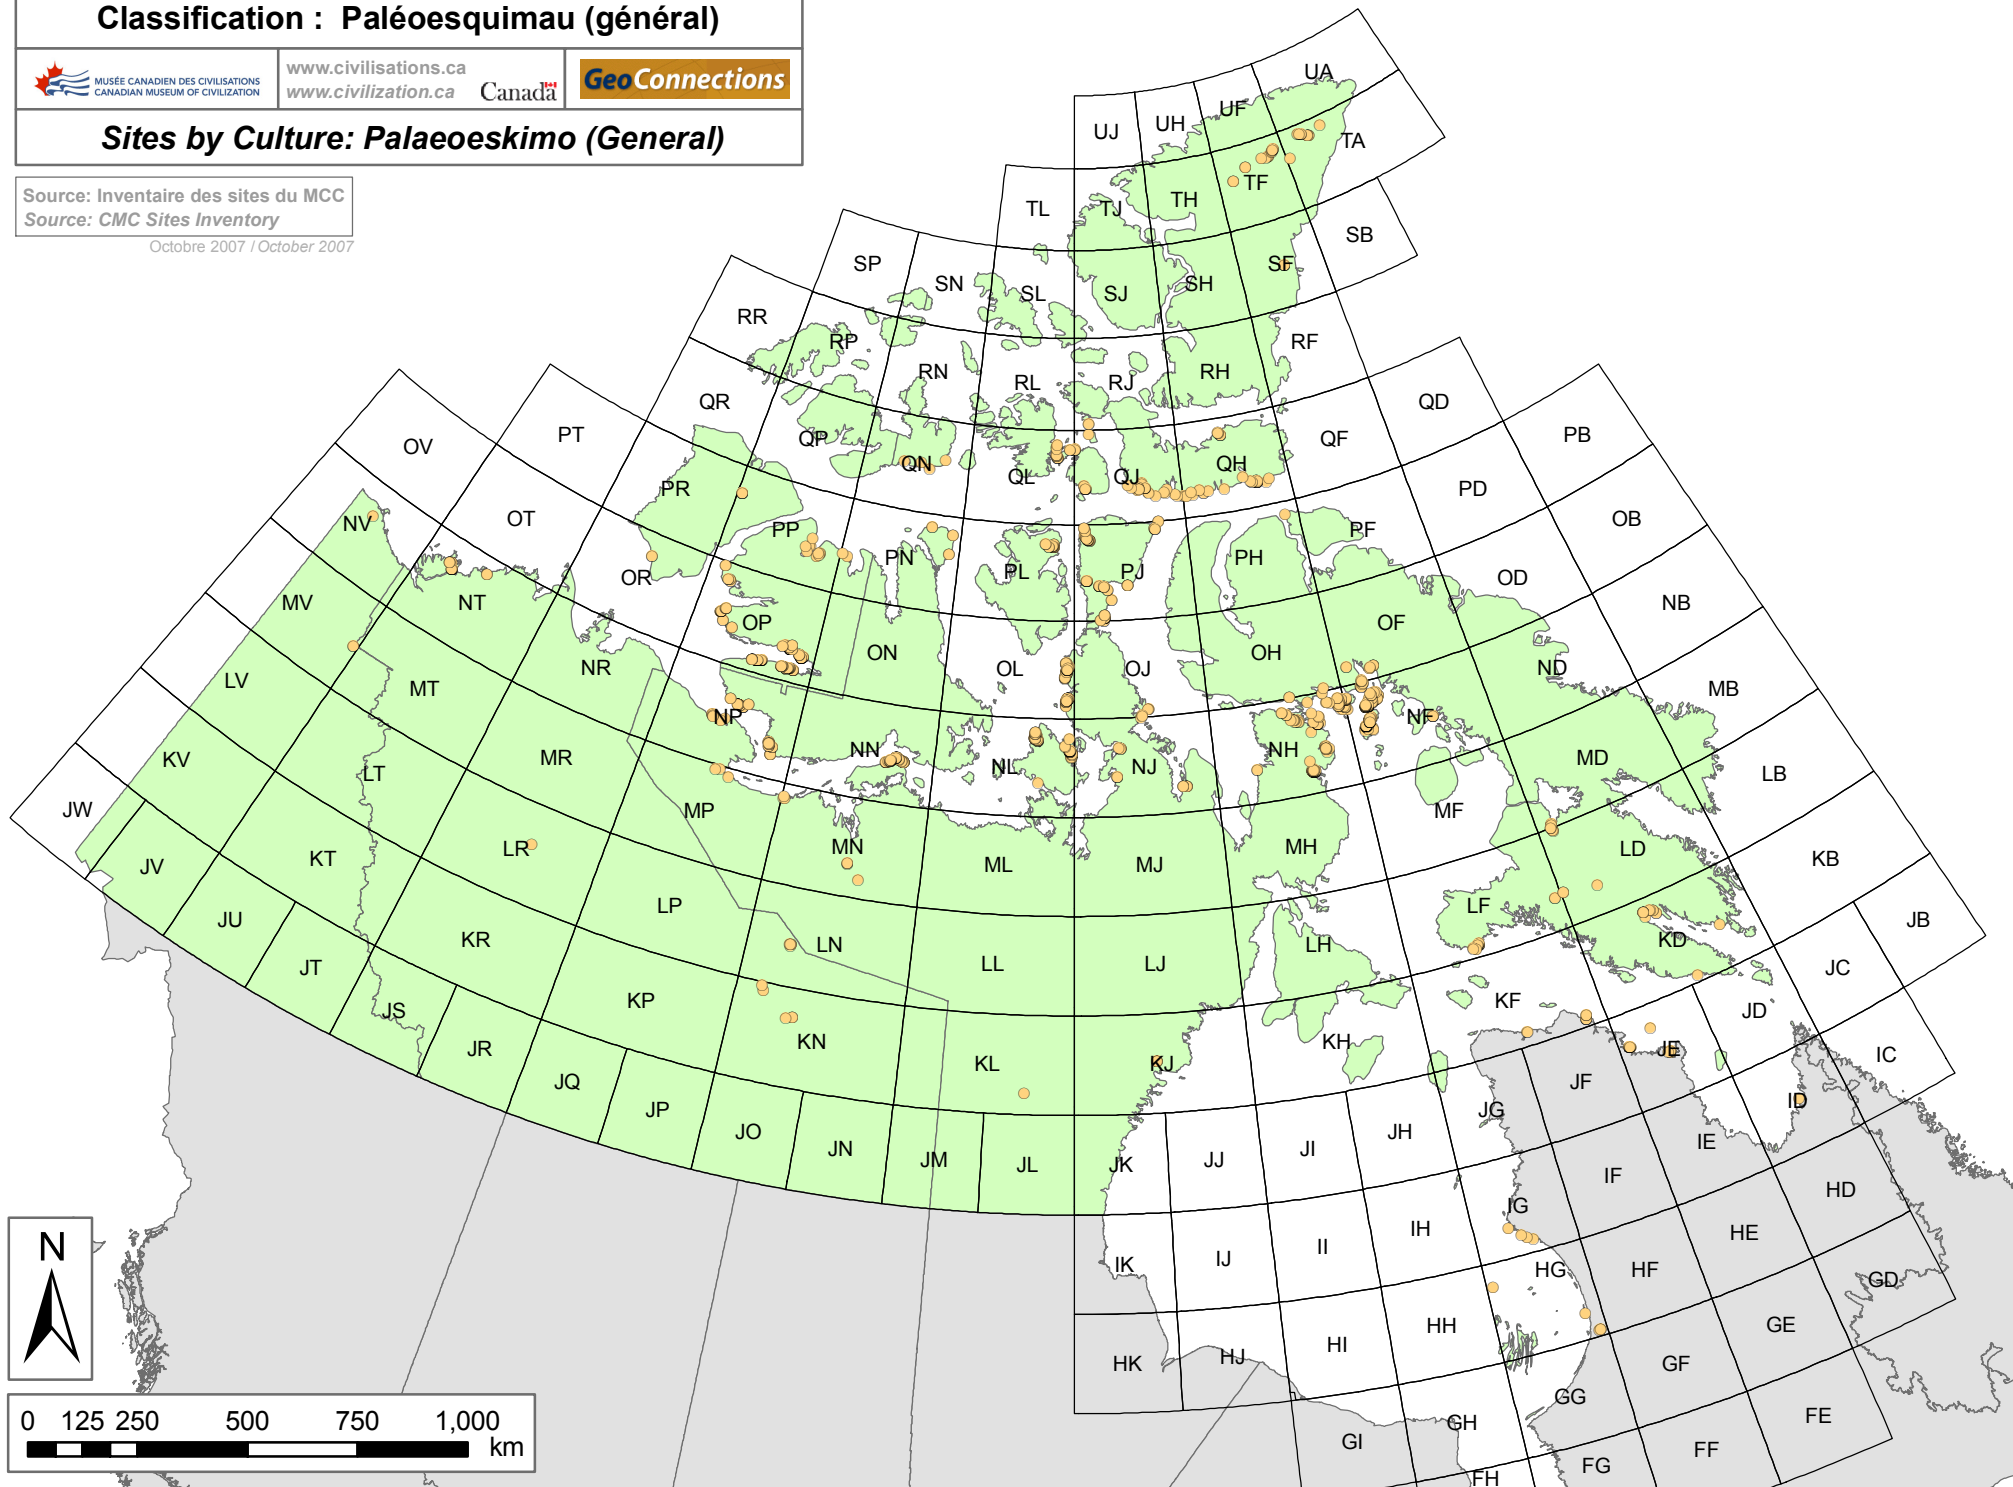 Classification : Paléoesquimau (général)
MUSÉE CANADIEN DES CIVILISATIONS
CANADIAN MUSEUM OF CIVILIZATION
www.civilisations.ca
www.civilization.ca
Canada
GeoConnections
Sites by Culture: Palaeoeskimo (General)
Source: Inventaire des sites du MCC
Source: CMC Sites Inventory
Octobre 2007 / October 2007
UA
UJ UH UF TA
TL TJ TH TF
SP SN SL SJ SH SF SB
RR RP RN RL RJ RH RF
QR QP QN QL QJ QH QF QD
OV PT PR PP PN PL PJ PH PF PD PB
NV OT OR OP ON OL OJ OH OF OD OB
MV NT NR NP NN NL NJ NH NF ND NB
LV MT MR MP MN ML MJ MH MF MD MB
JW KV LT LR LP LN LL LJ LH LF LD LB
JV KT KR KP KN KL KJ KH KF KD KB
JU JT JS JR JQ JP JO JN JM JL JK JJ JI JH JG JF JE JD JC JB
IK IJ II IH IG IF IE ID IC
HK HJ HI HH HG HF HE HD
GI GH GG GF GE GD
FH FG FF FE
N
0 125 250 500 750 1,000
km